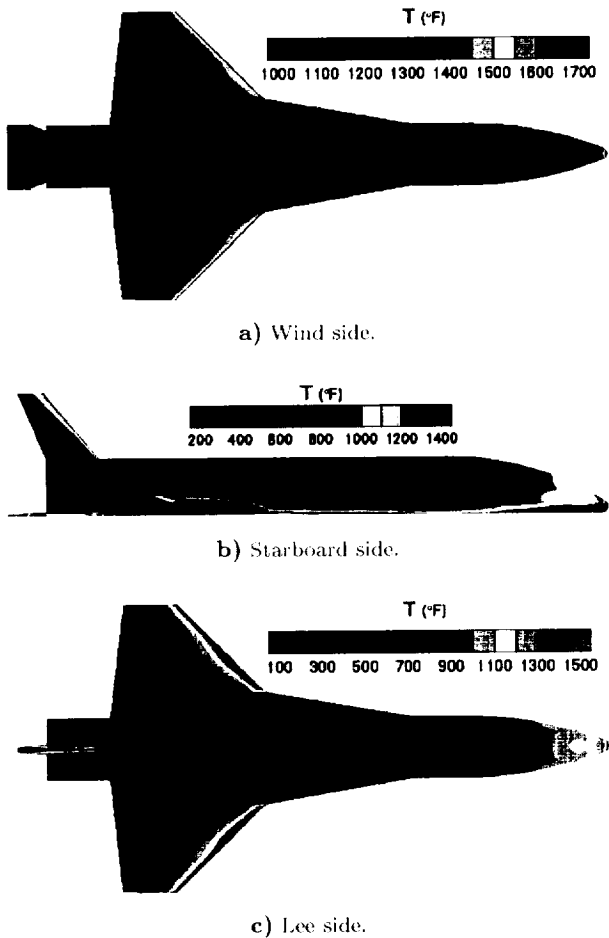 T (°F)
1000 1100 1200 1300 1400 1500 1600 1700
a) Wind side.
T (°F)
200 400 600 800 1000 1200 1400
b) Starboard side.
T (°F)
100 300 500 700 900 1100 1300 1500
c) Lee side.